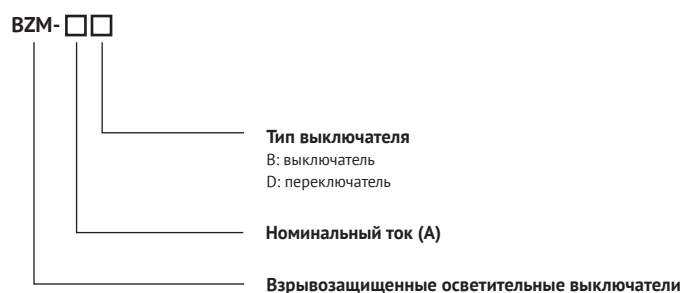 BZM-
Тип выключателя
B: выключатель
D: переключатель
Номинальный ток (А)
Взрывозащищенные осветительные выключатели